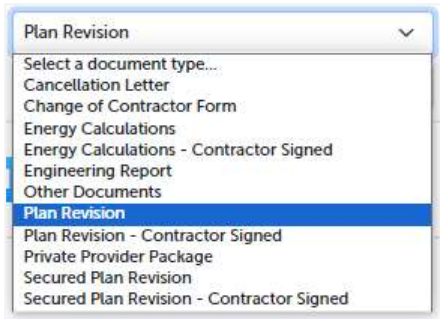 Plan Revision
Select a document type...
Cancellation Letter
Change of Contractor Form
Energy Calculations
Energy Calculations - Contractor Signed
Engineering Report
Other Documents
Plan Revision
Plan Revision - Contractor Signed
Private Provider Package
Secured Plan Revision
Secured Plan Revision - Contractor Signed